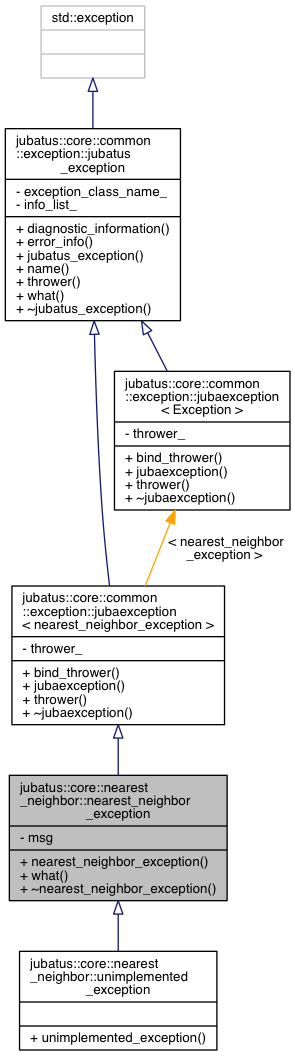 std::exception
jubatus::core::common
::exception::jubatus
_exception
- exception_class_name_
- info_list_
+ diagnostic_information()
+ error_info()
+ jubatus_exception()
+ name()
+ thrower()
+ what()
+ ~jubatus_exception()
jubatus::core::common
::exception::jubaexception
< Exception >
- thrower_
+ bind_thrower()
+ jubaexception()
+ thrower()
+ ~jubaexception()
< nearest_neighbor
_exception >
jubatus::core::common
::exception::jubaexception
< nearest_neighbor_exception >
- thrower_
+ bind_thrower()
+ jubaexception()
+ thrower()
+ ~jubaexception()
jubatus::core::nearest
_neighbor::nearest_neighbor
_exception
- msg
+ nearest_neighbor_exception()
+ what()
+ ~nearest_neighbor_exception()
jubatus::core::nearest
_neighbor::unimplemented
_exception
+ unimplemented_exception()